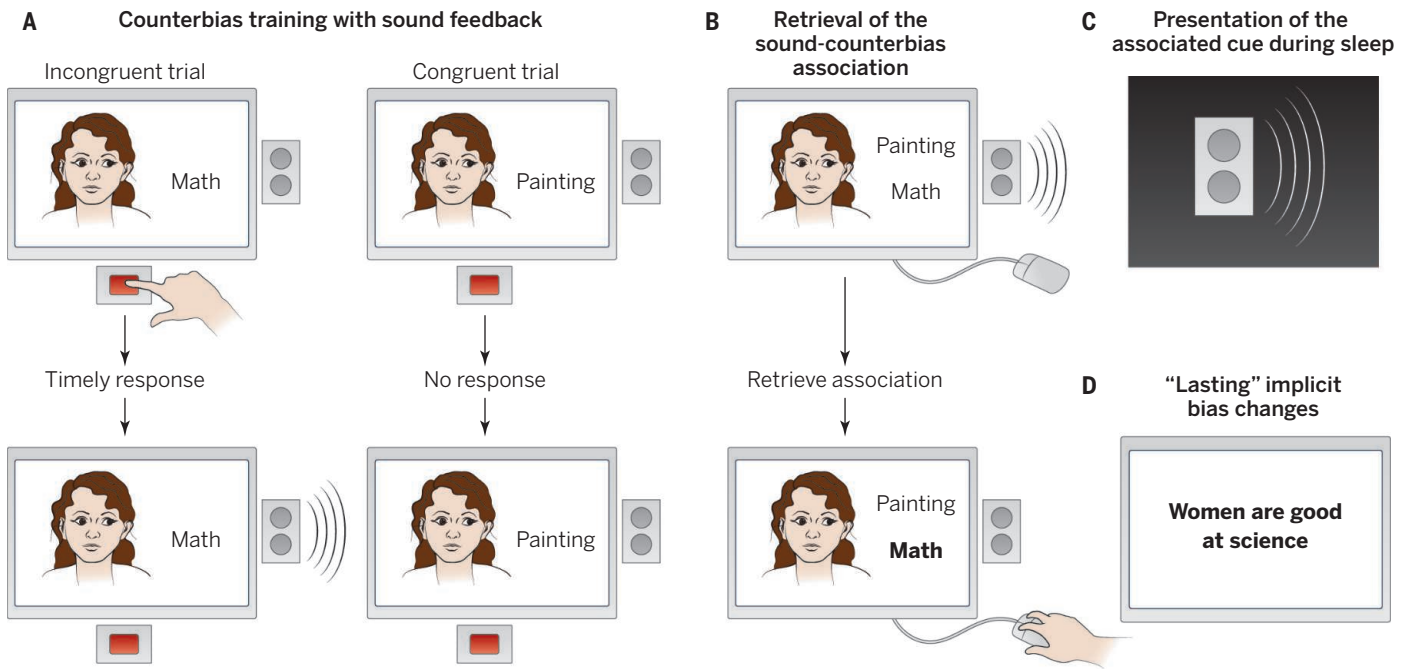 A
Counterbias training with sound feedback
Incongruent trial
Congruent trial
Math
Painting
Timely response
No response
Math
Painting
B
Retrieval of the
sound-counterbias
association
Painting
Math
Retrieve association
Painting
Math
C
Presentation of the
associated cue during sleep
D
“Lasting” implicit
bias changes
Women are good
at science